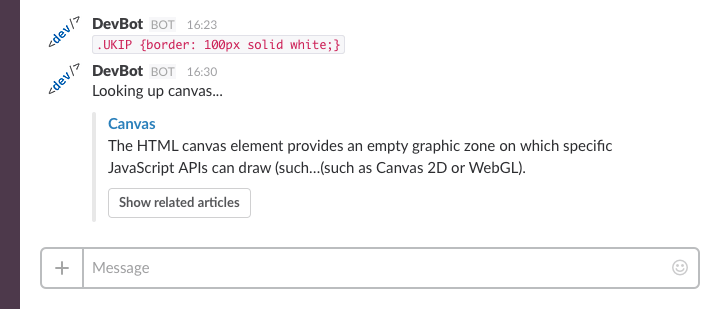 <dev/>
DevBot BOT 16:23
.UKIP {border: 100px solid white;}
<dev/>
DevBot BOT 16:30
Looking up canvas...
Canvas
The HTML canvas element provides an empty graphic zone on which specific
JavaScript APIs can draw (such...(such as Canvas 2D or WebGL).
Show related articles
+ Message